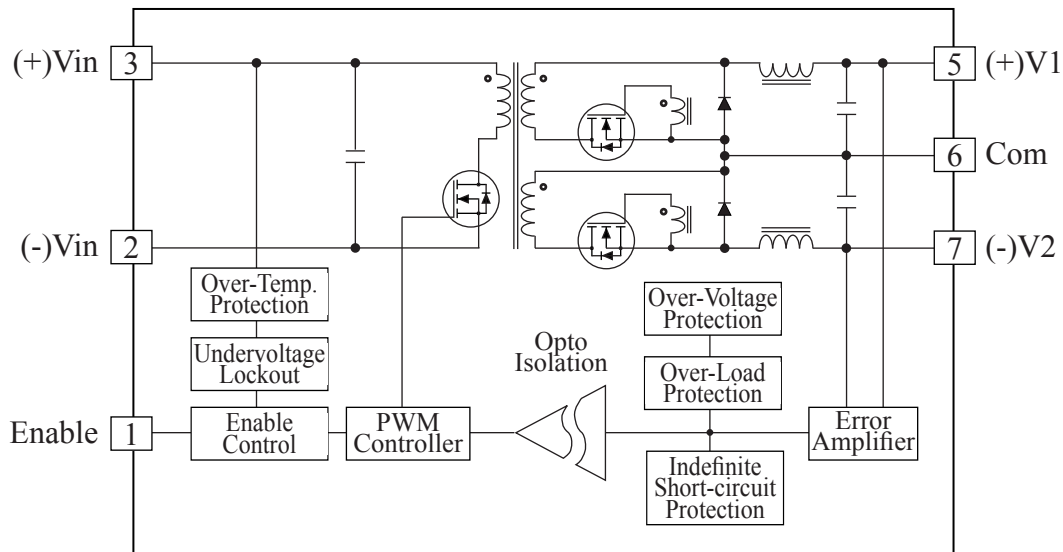 (+)Vin 3
5 (+)V1
6 Com
(-)Vin 2
7 (-)V2
Over-Temp.
Protection
Undervoltage
Lockout
Enable 1
Enable
Control
PWM
Controller
Opto
Isolation
Over-Voltage
Protection
Over-Load
Protection
Indefinite
Short-circuit
Protection
Error
Amplifier